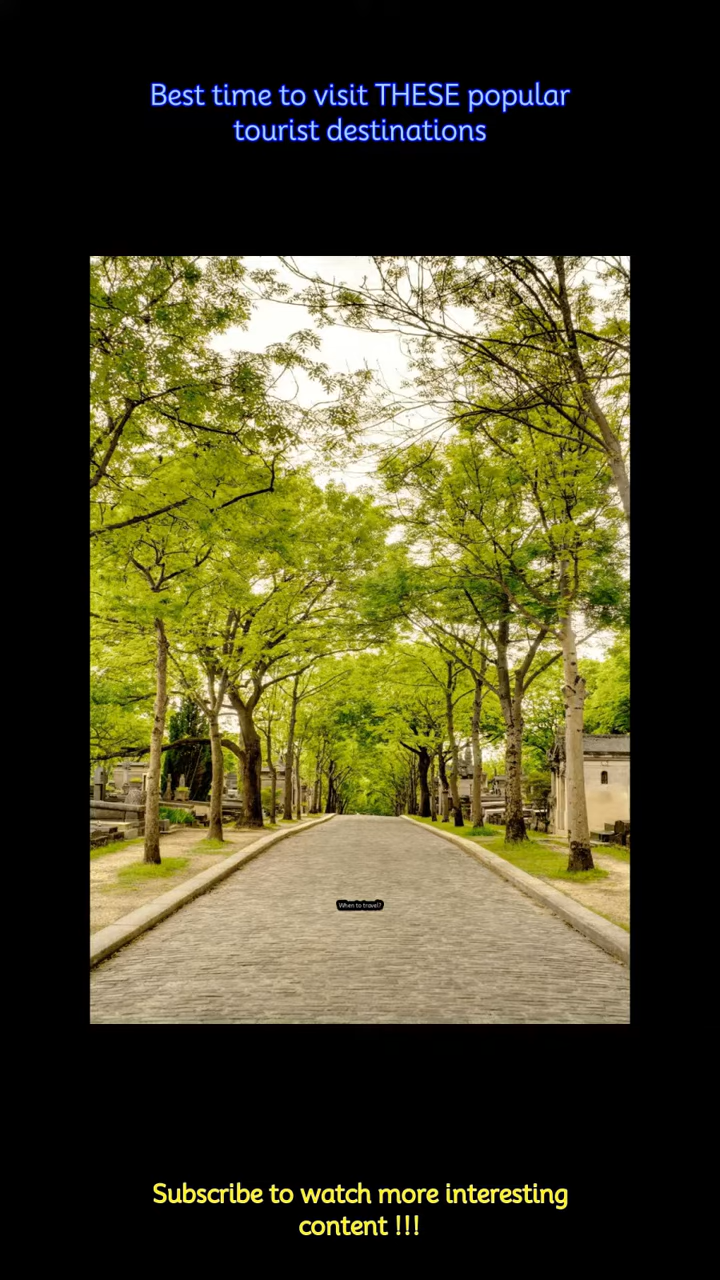 Best time to visit THESE popular
tourist destinations
When to travel?
Subscribe to watch more interesting
content !!!